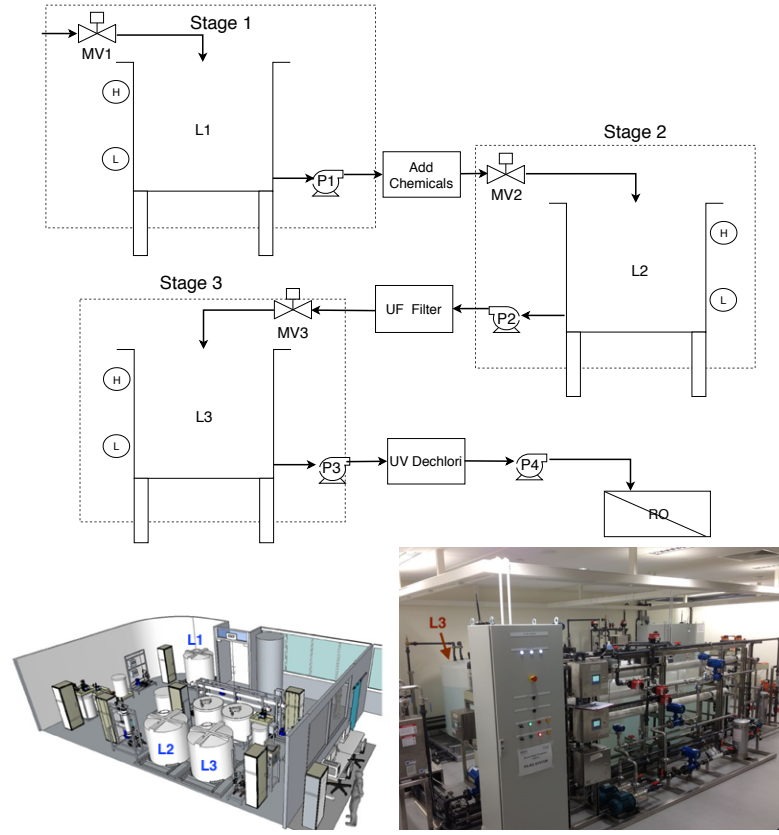 Stage 1
MV1
H
L1
L
P1
Add
Chemicals
Stage 2
MV2
H
L2
L
Stage 3
MV3
UF Filter
P2
H
L3
L
P3
UV Dechlori
P4
RO
L1
L2
L3
L3